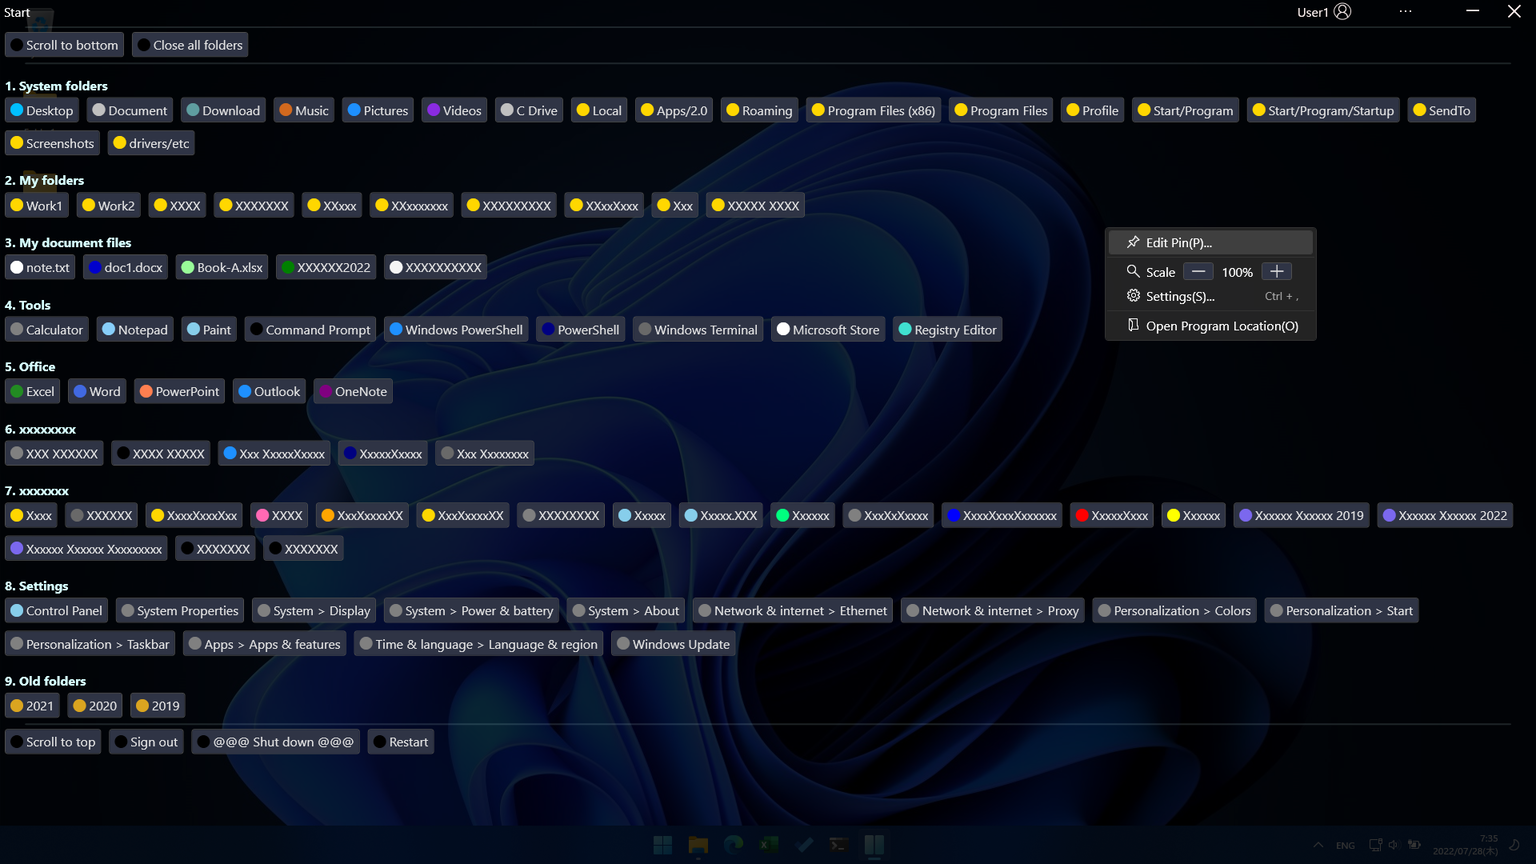 Start User1 ···
Scroll to bottom Close all folders
1. System folders
Desktop Document Download Music Pictures Videos C Drive Local Apps/2.0 Roaming Program Files (x86) Program Files Profile Start/Program Start/Program/Startup SendTo
Screenshots drivers/etc
2. My folders
Work1 Work2 XXXX XXXXXXX XXxxx XXxxxxxxx XXXXXXXXX XXxxXxxx Xxx XXXXX XXXX
3. My document files
note.txt doc1.docx Book-A.xlsx XXXXXX2022 XXXXXXXXXX
Edit Pin(P)...
Scale 100%
Settings(S)... Ctrl + ,
Open Program Location(O)
4. Tools
Calculator Notepad Paint Command Prompt Windows PowerShell PowerShell Windows Terminal Microsoft Store Registry Editor
5. Office
Excel Word PowerPoint Outlook OneNote
6. xxxxxxxx
XXX XXXXXX XXXX XXXXX Xxx XxxxxXxxxx XxxxxXxxxx Xxx Xxxxxxxx
7. xxxxxxx
Xxxx XXXXXX XxxxXxxxXxx XXXX XxxXxxxxXX XxxXxxxxXX XXXXXXXX Xxxxx Xxxxx.XXX Xxxxxx XxxXxXxxxx XxxxXxxxXxxxxxx XxxxxXxxx Xxxxxx Xxxxxx Xxxxxx 2019 Xxxxxx Xxxxxx 2022
Xxxxxx Xxxxxx Xxxxxxxxx XXXXXXX XXXXXXX
8. Settings
Control Panel System Properties System > Display System > Power & battery System > About Network & internet > Ethernet Network & internet > Proxy Personalization > Colors Personalization > Start
Personalization > Taskbar Apps > Apps & features Time & language > Language & region Windows Update
9. Old folders
2021 2020 2019
Scroll to top Sign out @@@ Shut down @@@ Restart
ENG 7:35
2022/07/28(木)